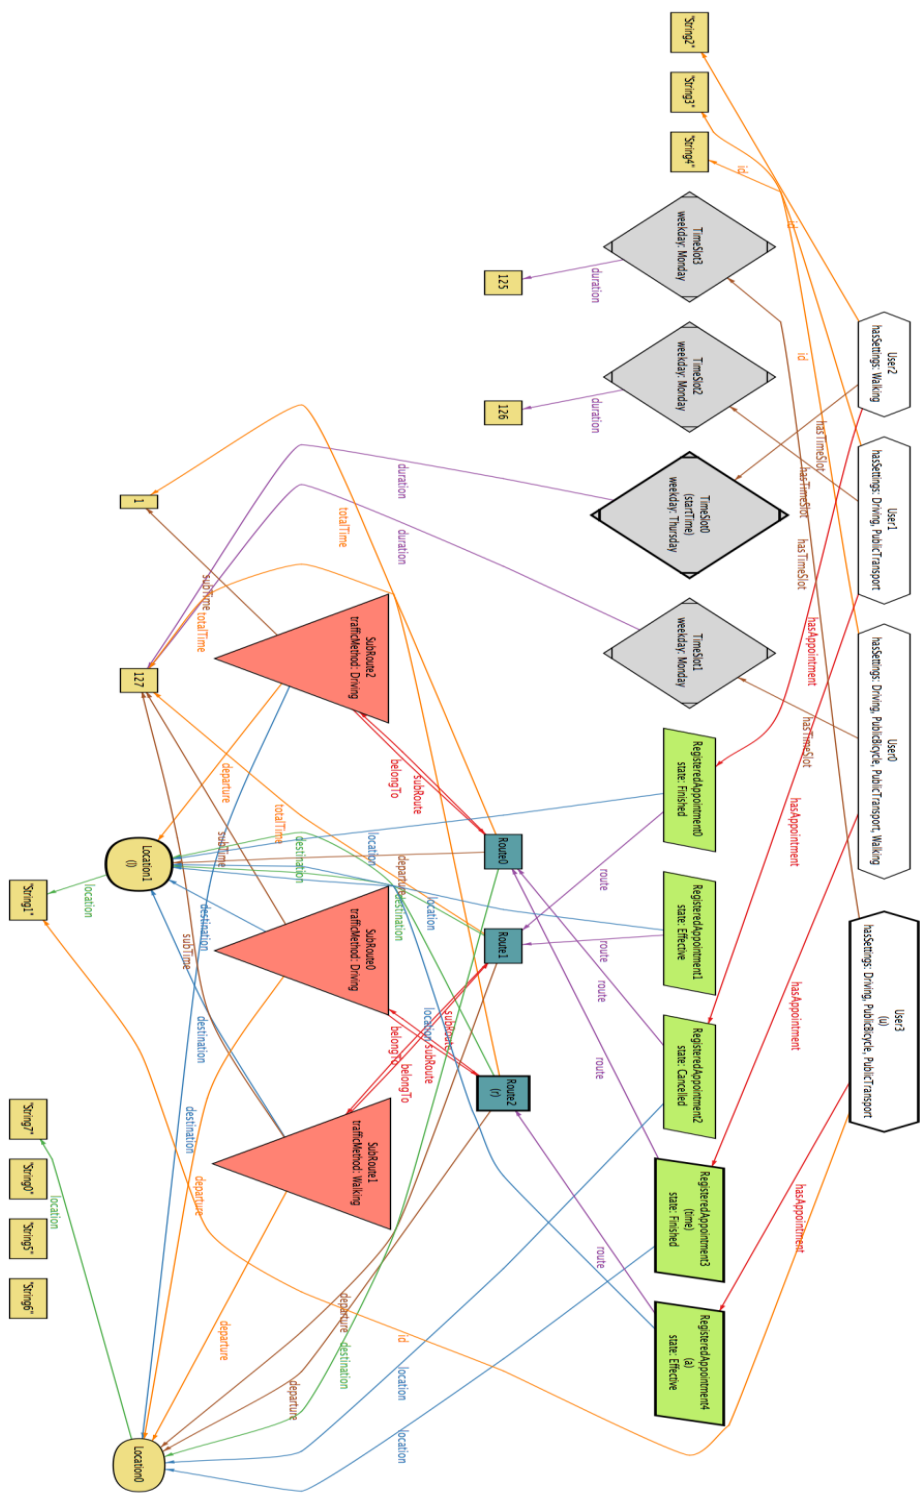 User2
hasSettings: Walking
User1
hasSettings: Driving, PublicTransport
User0
hasSettings: Driving, PublicBicycle, PublicTransport, Walking
User3
(u)
hasSettings: Driving, PublicBicycle, PublicTransport
id
id
id
hasTimeSlot
hasTimeSlot
hasTimeSlot
hasTimeSlot
hasAppointment
hasAppointment
hasAppointment
hasAppointment
"String2"
"String3"
"String4"
TimeSlot3
weekday: Monday
TimeSlot2
weekday: Monday
TimeSlot0
(startTime)
weekday: Thursday
TimeSlot1
weekday: Monday
RegisteredAppointment0
state: Finished
RegisteredAppointment1
state: Effective
RegisteredAppointment2
state: Cancelled
RegisteredAppointment3
(time)
state: Finished
RegisteredAppointment4
(a)
state: Effective
duration
duration
route
route
route
route
125
126
Route0
Route1
Route2
(r)
duration
duration
totalTime
subRoute
belongTo
location
departure
destination
location
location
subRoute
subRoute
belongTo
belongTo
id
location
location
SubRoute2
trafficMethod: Driving
SubRoute0
trafficMethod: Driving
SubRoute1
trafficMethod: Walking
subTime
totalTime
departure
totalTime
subTime
destination
destination
subTime
destination
destination
departure
departure
departure
destination
departure
1
127
Location1
(l)
Location0
location
location
"String1"
"String7"
"String0"
"String5"
"String6"